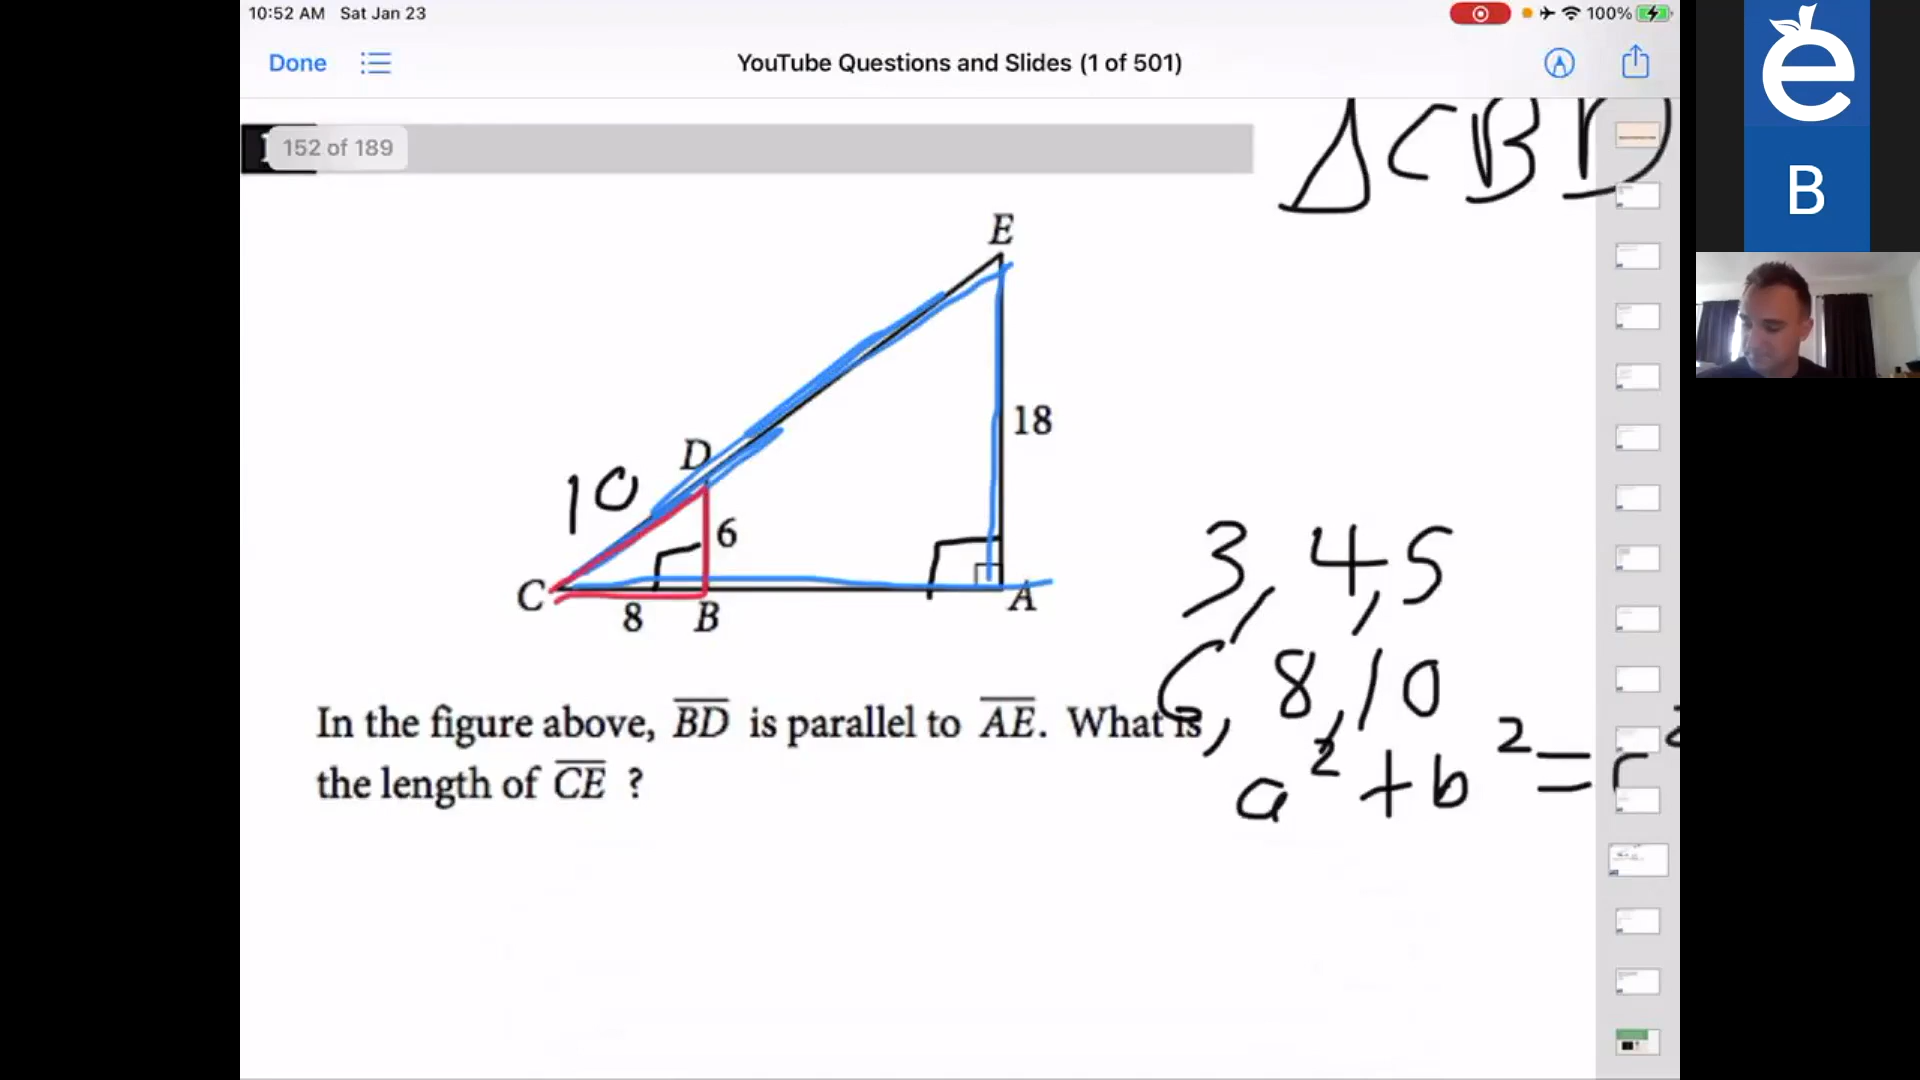 10:52 AM Sat Jan 23
100%
Done
YouTube Questions and Slides (1 of 501)
e
B
152 of 189
ΔCBD
E
18
D
10
6
C
8
B
A
3, 4, 5
6, 8, 10
a² + b² = c²
In the figure above, BD is parallel to AE. What is
the length of CE ?